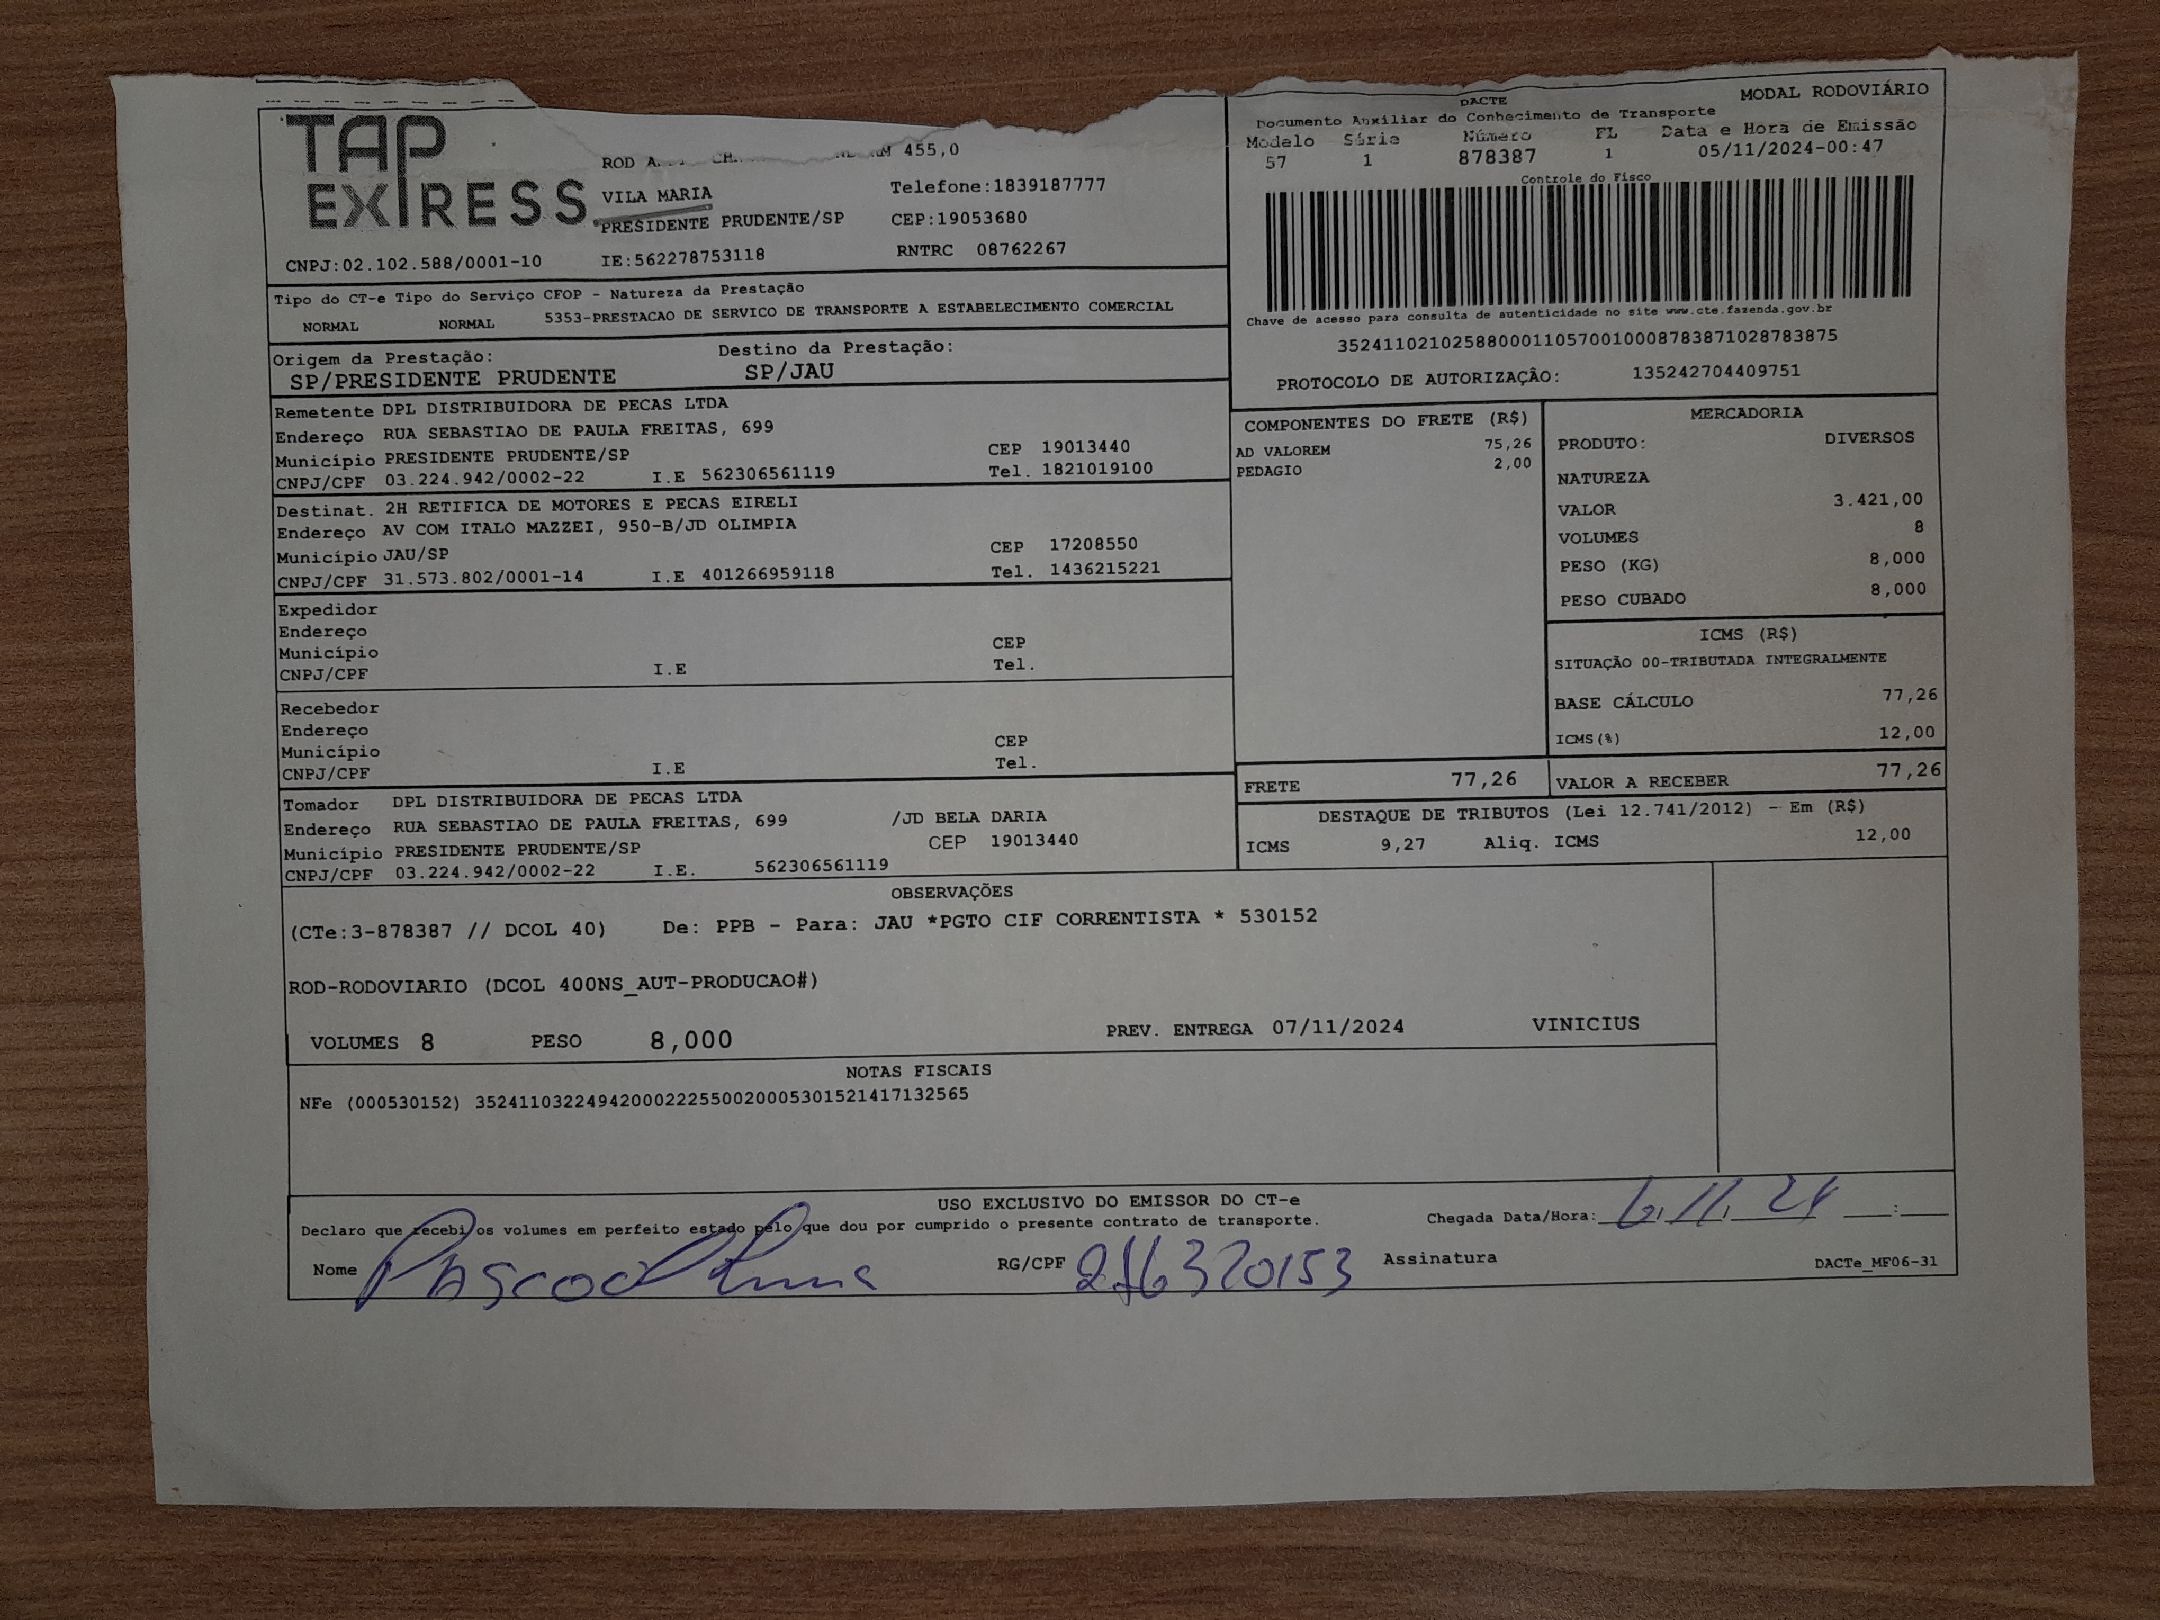 TAP EXPRESS
ROD 455,0
VILA MARIA Telefone:1839187777
PRESIDENTE PRUDENTE/SP CEP:19053680
CNPJ:02.102.588/0001-10 IE:562278753118 RNTRC 08762267
DACTE MODAL RODOVIÁRIO
Documento Auxiliar do Conhecimento de Transporte
Modelo Série Número FL Data e Hora de Emissão
57 1 878387 1 05/11/2024-00:47
Controle do Fisco
Chave de acesso para consulta de autenticidade no site www.cte.fazenda.gov.br
35241102102588000110570010008783871028783875
PROTOCOLO DE AUTORIZAÇÃO: 135242704409751
Tipo do CT-e Tipo do Serviço CFOP - Natureza da Prestação
NORMAL NORMAL 5353-PRESTACAO DE SERVICO DE TRANSPORTE A ESTABELECIMENTO COMERCIAL
Origem da Prestação: Destino da Prestação:
SP/PRESIDENTE PRUDENTE SP/JAU
Remetente DPL DISTRIBUIDORA DE PECAS LTDA
Endereço RUA SEBASTIAO DE PAULA FREITAS, 699
Município PRESIDENTE PRUDENTE/SP CEP 19013440
CNPJ/CPF 03.224.942/0002-22 I.E 562306561119 Tel. 1821019100
Destinat. 2H RETIFICA DE MOTORES E PECAS EIRELI
Endereço AV COM ITALO MAZZEI, 950-B/JD OLIMPIA
Município JAU/SP CEP 17208550
CNPJ/CPF 31.573.802/0001-14 I.E 401266959118 Tel. 1436215221
Expedidor
Endereço
Município CEP
CNPJ/CPF I.E Tel.
Recebedor
Endereço
Município CEP
CNPJ/CPF I.E Tel.
Tomador DPL DISTRIBUIDORA DE PECAS LTDA
Endereço RUA SEBASTIAO DE PAULA FREITAS, 699 /JD BELA DARIA
Município PRESIDENTE PRUDENTE/SP CEP 19013440
CNPJ/CPF 03.224.942/0002-22 I.E. 562306561119
COMPONENTES DO FRETE (R$)
AD VALOREM 75,26
PEDAGIO 2,00
MERCADORIA
PRODUTO: DIVERSOS
NATUREZA
VALOR 3.421,00
VOLUMES 8
PESO (KG) 8,000
PESO CUBADO 8,000
ICMS (R$)
SITUAÇÃO 00-TRIBUTADA INTEGRALMENTE
BASE CÁLCULO 77,26
ICMS(%) 12,00
FRETE 77,26 VALOR A RECEBER 77,26
DESTAQUE DE TRIBUTOS (Lei 12.741/2012) - Em (R$)
ICMS 9,27 Aliq. ICMS 12,00
OBSERVAÇÕES
(CTe:3-878387 // DCOL 40) De: PPB - Para: JAU *PGTO CIF CORRENTISTA * 530152
ROD-RODOVIARIO (DCOL 400NS_AUT-PRODUCAO#)
VOLUMES 8 PESO 8,000 PREV. ENTREGA 07/11/2024 VINICIUS
NOTAS FISCAIS
NFe (000530152) 35241103224942000222550020005301521417132565
USO EXCLUSIVO DO EMISSOR DO CT-e
Declaro que recebi os volumes em perfeito estado pelo que dou por cumprido o presente contrato de transporte. Chegada Data/Hora: 6.11.24 :
Nome RG/CPF Assinatura DACTe_MF06-31